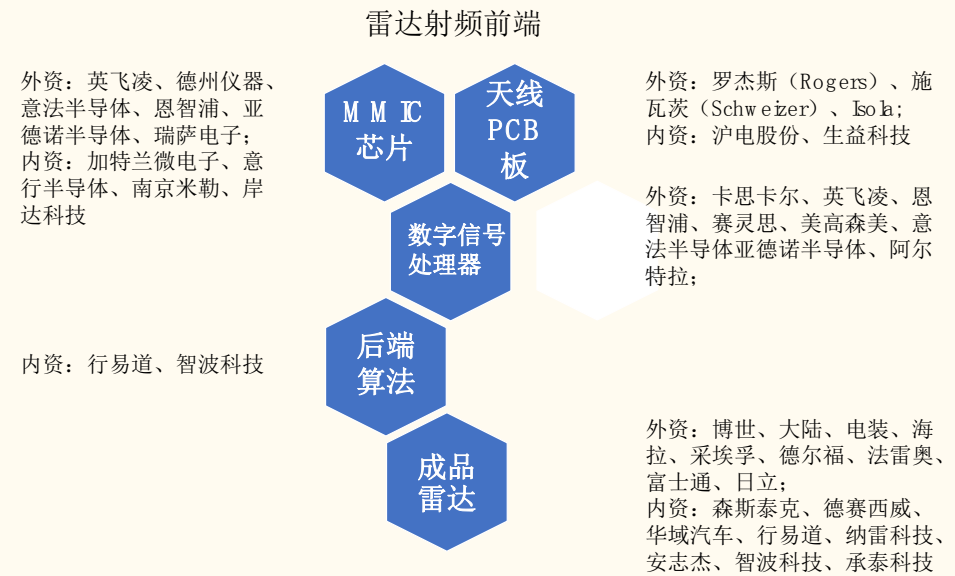 雷达射频前端
外资：英飞凌、德州仪器、
意法半导体、恩智浦、亚
德诺半导体、瑞萨电子；
内资：加特兰微电子、意
行半导体、南京米勒、岸
达科技
MMIC
芯片
天线
PCB
板
外资：罗杰斯（Rogers）、施
瓦茨（Schweizer）、Isola;
内资：沪电股份、生益科技
数字信号
处理器
外资：卡思卡尔、英飞凌、恩
智浦、赛灵思、美高森美、意
法半导体亚德诺半导体、阿尔
特拉；
内资：行易道、智波科技
后端
算法
成品
雷达
外资：博世、大陆、电装、海
拉、采埃孚、德尔福、法雷奥、
富士通、日立；
内资：森斯泰克、德赛西威、
华域汽车、行易道、纳雷科技、
安志杰、智波科技、承泰科技